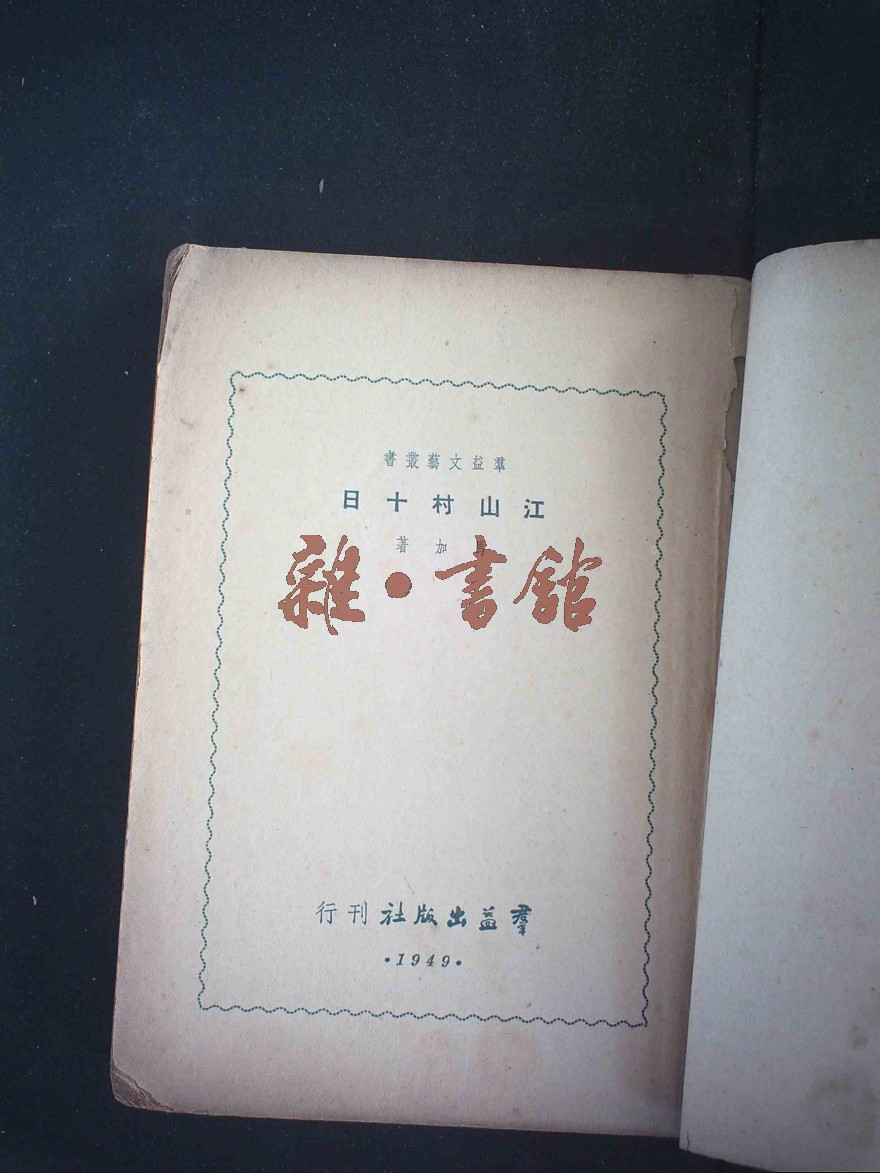 羣益文藝叢書
江山村十日
馬加著
雜·書館
羣益出版社刊行
·1949·